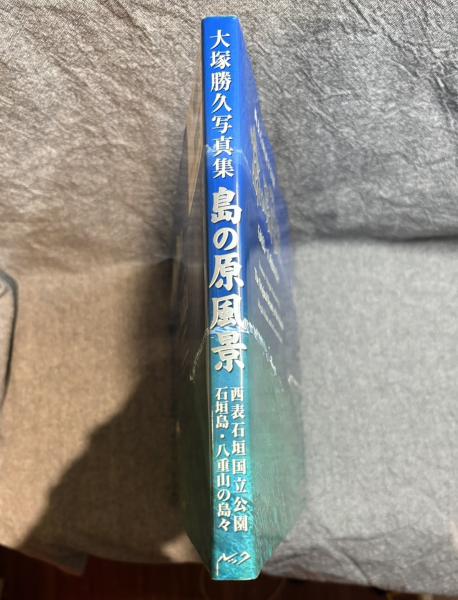 大塚勝久写真集
島の原風景
西表石垣国立公園
石垣島・八重山の島々